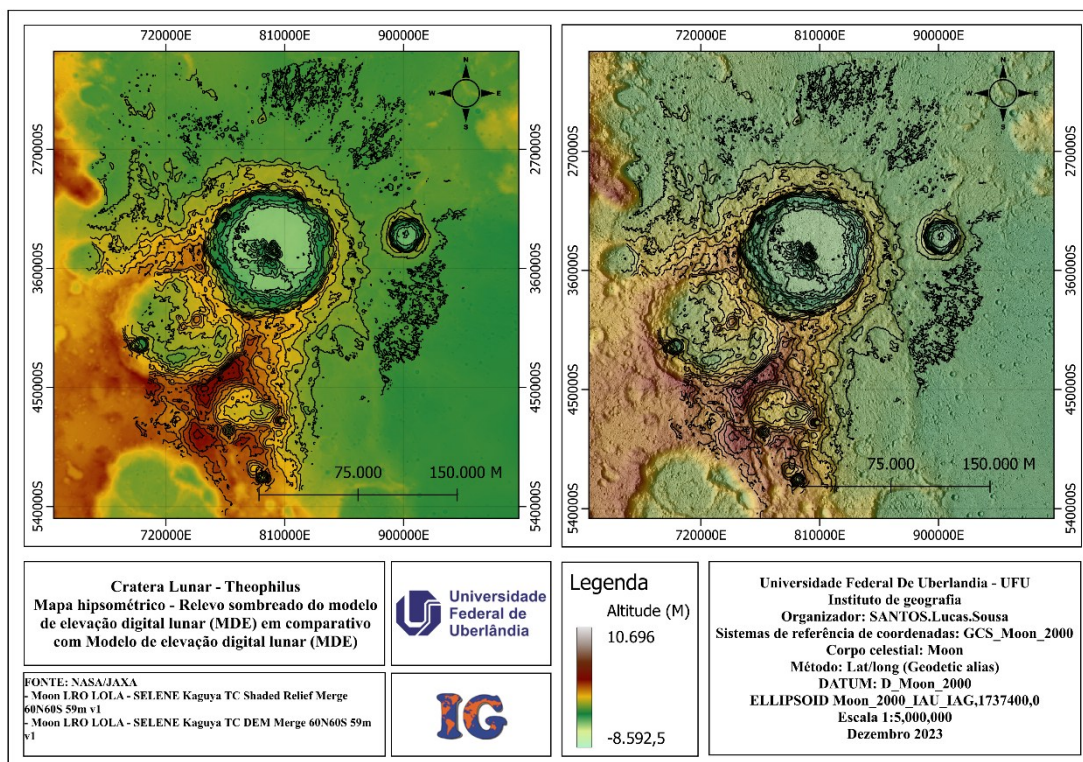 720000E 810000E 900000E
720000E 810000E 900000E
N
W E
S
N
W E
S
270000S 270000S 270000S
360000S 360000S 360000S
450000S 450000S 450000S
540000S 540000S 540000S
75.000 150.000 M
75.000 150.000 M
720000E 810000E 900000E
720000E 810000E 900000E
Cratera Lunar - Theophilus
Mapa hipsométrico - Relevo sombreado do modelo
de elevação digital lunar (MDE) em comparativo
com Modelo de elevação digital lunar (MDE)
FONTE: NASA/JAXA
- Moon LRO LOLA - SELENE Kaguya TC Shaded Relief Merge
60N60S 59m v1
- Moon LRO LOLA - SELENE Kaguya TC DEM Merge 60N60S 59m
v1
Universidade
Federal de
Uberlândia
IG
Legenda
Altitude (M)
10.696
-8.592,5
Universidade Federal De Uberlandia - UFU
Instituto de geografia
Organizador: SANTOS.Lucas.Sousa
Sistemas de referência de coordenadas: GCS_Moon_2000
Corpo celestial: Moon
Método: Lat/long (Geodetic alias)
DATUM: D_Moon_2000
ELLIPSOID Moon_2000_IAU_IAG,1737400,0
Escala 1:5,000,000
Dezembro 2023